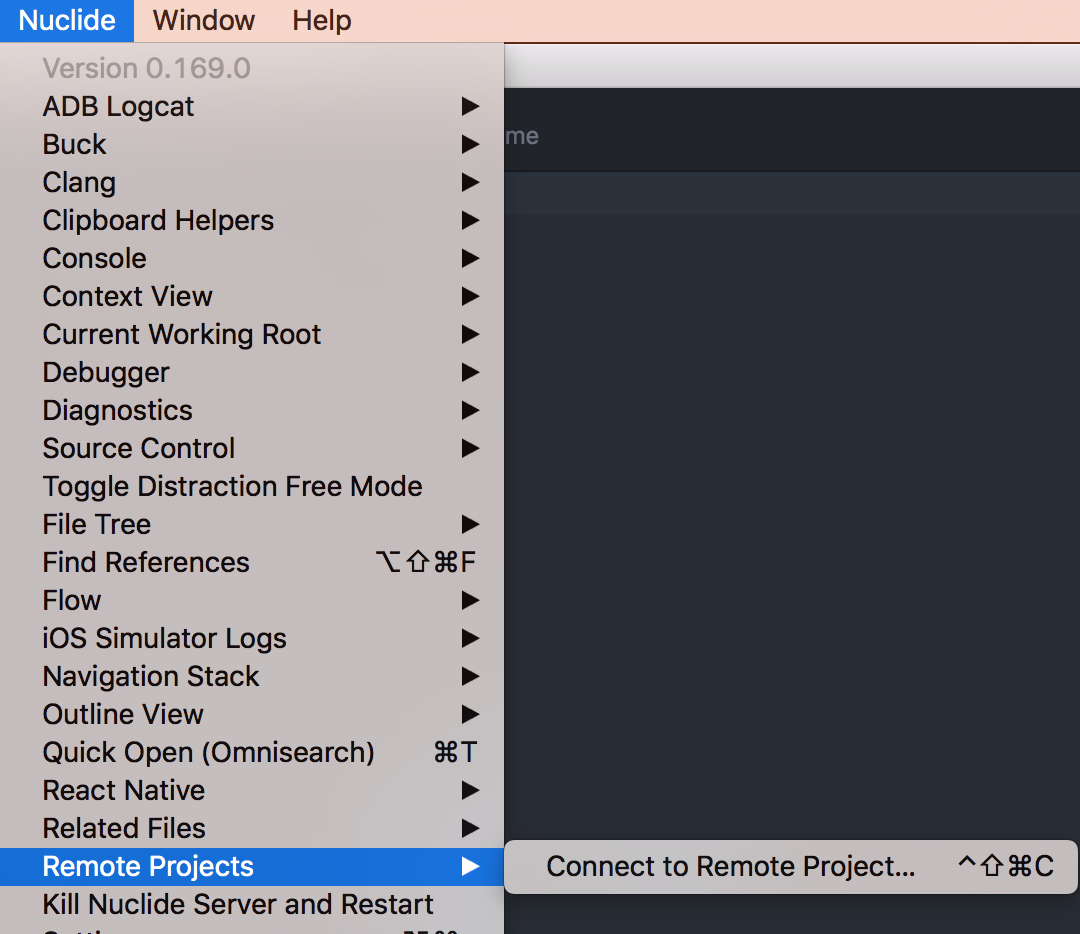 Nuclide Window Help
Version 0.169.0
ADB Logcat ▶
me
Buck ▶
Clang ▶
Clipboard Helpers ▶
Console ▶
Context View ▶
Current Working Root ▶
Debugger ▶
Diagnostics ▶
Source Control ▶
Toggle Distraction Free Mode
File Tree ▶
Find References ⌥⇧⌘F
Flow ▶
iOS Simulator Logs ▶
Navigation Stack ▶
Outline View ▶
Quick Open (Omnisearch) ⌘T
React Native ▶
Related Files ▶
Remote Projects ▶ Connect to Remote Project... ^⇧⌘C
Kill Nuclide Server and Restart